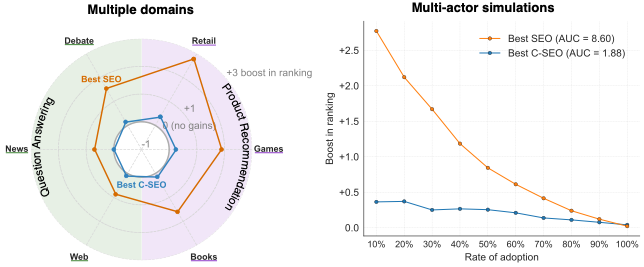 Multiple domains
Debate
Retail
Best SEO
+3 boost in ranking
+1
0 (no gains)
-1
Question Answering
Product Recommendation
News
Games
Best C-SEO
Web
Books
Multi-actor simulations
Best SEO (AUC = 8.60)
Best C-SEO (AUC = 1.88)
+2.5
+2.0
+1.5
+1.0
+0.5
0.0
Boost in ranking
10% 20% 30% 40% 50% 60% 70% 80% 90% 100%
Rate of adoption